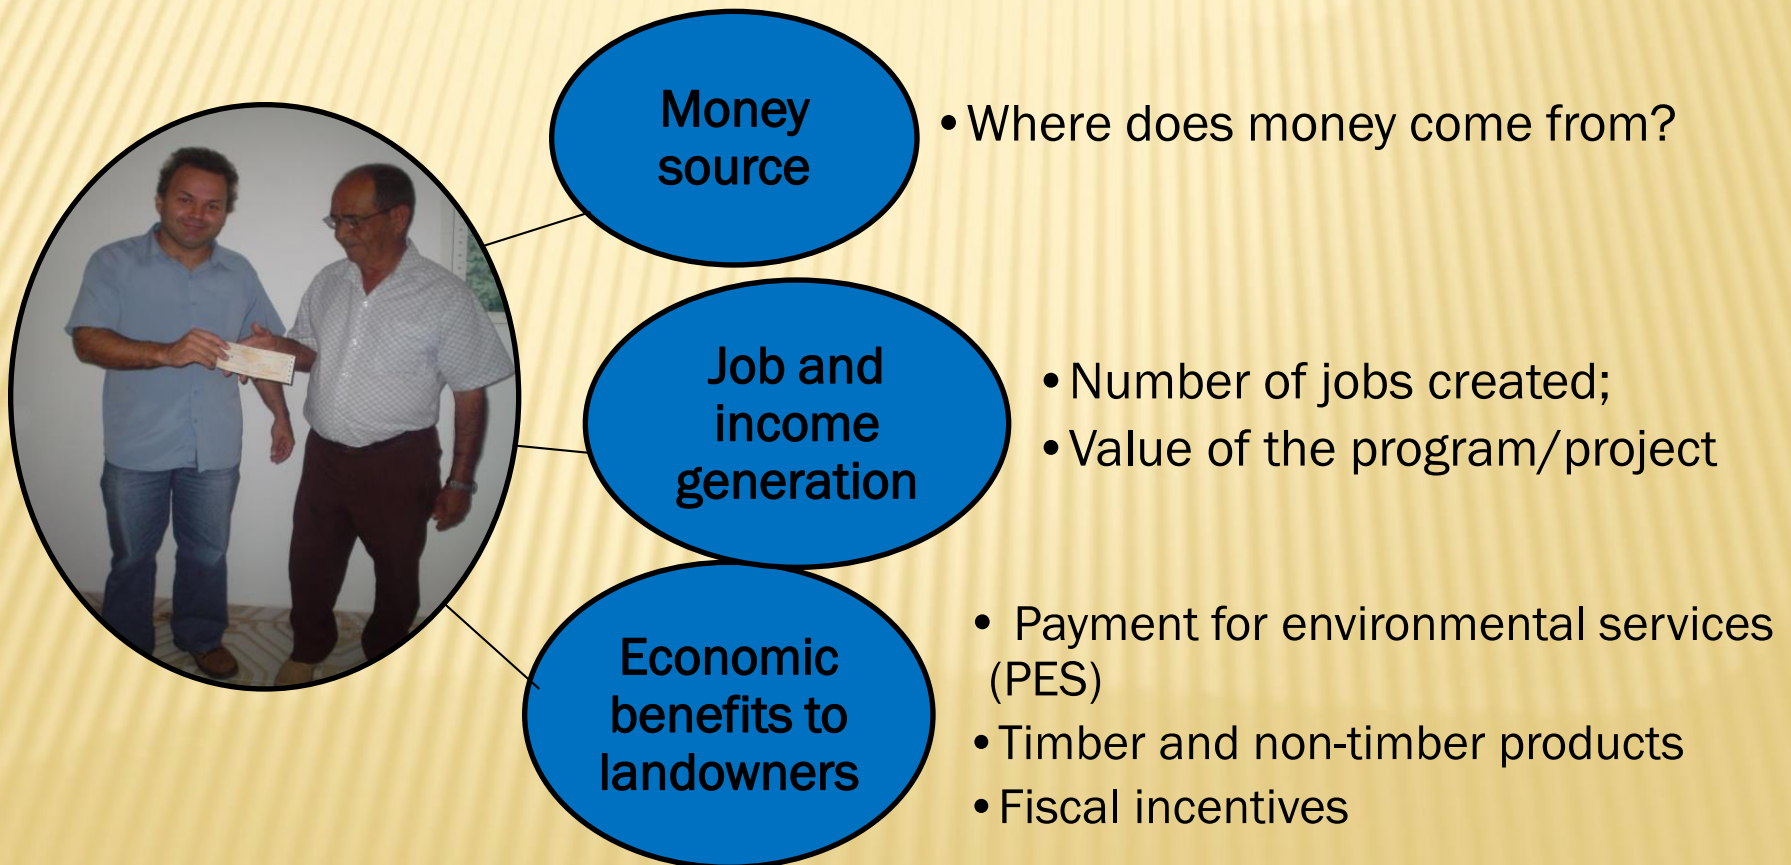 Money
source
• Where does money come from?
Job and
income
generation
• Number of jobs created;
• Value of the program/project
Economic
benefits to
landowners
• Payment for environmental services
(PES)
• Timber and non-timber products
• Fiscal incentives